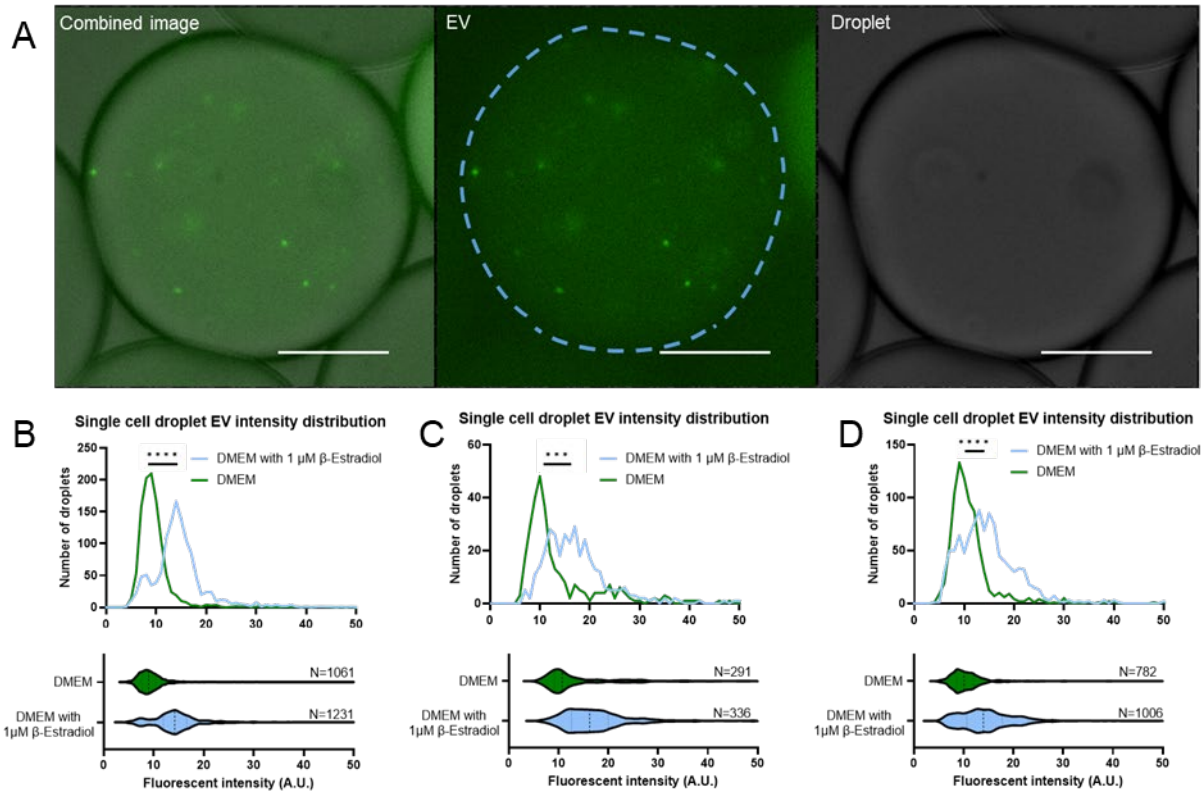 A
Combined image
EV
Droplet
B
Single cell droplet EV intensity distribution
****
DMEM with 1 µM β-Estradiol
DMEM
Number of droplets
250
200
150
100
50
0
0 10 20 30 40 50
DMEM
N=1061
DMEM with
1µM β-Estradiol
N=1231
0 10 20 30 40 50
Fluorescent intensity (A.U.)
C
Single cell droplet EV intensity distribution
***
DMEM with 1 µM β-Estradiol
DMEM
Number of droplets
60
40
20
0
0 10 20 30 40 50
DMEM
N=291
DMEM with
1µM β-Estradiol
N=336
0 10 20 30 40 50
Fluorescent intensity (A.U.)
D
Single cell droplet EV intensity distribution
****
DMEM with 1 µM β-Estradiol
DMEM
Number of droplets
150
100
50
0
0 10 20 30 40 50
DMEM
N=782
DMEM with
1µM β-Estradiol
N=1006
0 10 20 30 40 50
Fluorescent intensity (A.U.)